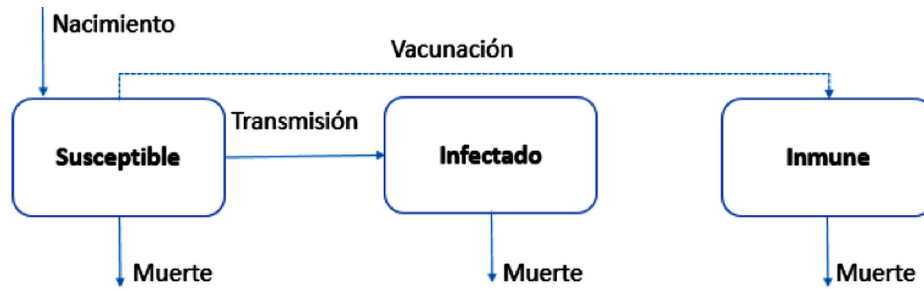 Nacimiento
Vacunación
Transmisión
Susceptible
Infectado
Inmune
Muerte
Muerte
Muerte